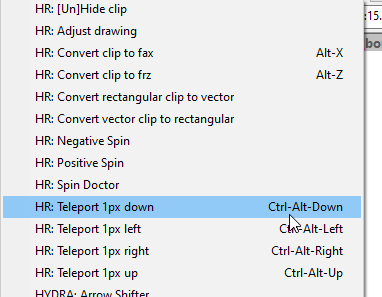 HR: [Un]Hide clip
:15.
HR: Adjust drawing
bo
HR: Convert clip to fax Alt-X
HR: Convert clip to frz Alt-Z
HR: Convert rectangular clip to vector
HR: Convert vector clip to rectangular
HR: Negative Spin
HR: Positive Spin
HR: Spin Doctor
HR: Teleport 1px down Ctrl-Alt-Down
HR: Teleport 1px left Ctrl-Alt-Left
HR: Teleport 1px right Ctrl-Alt-Right
HR: Teleport 1px up Ctrl-Alt-Up
HYDRA: Arrow Shifter